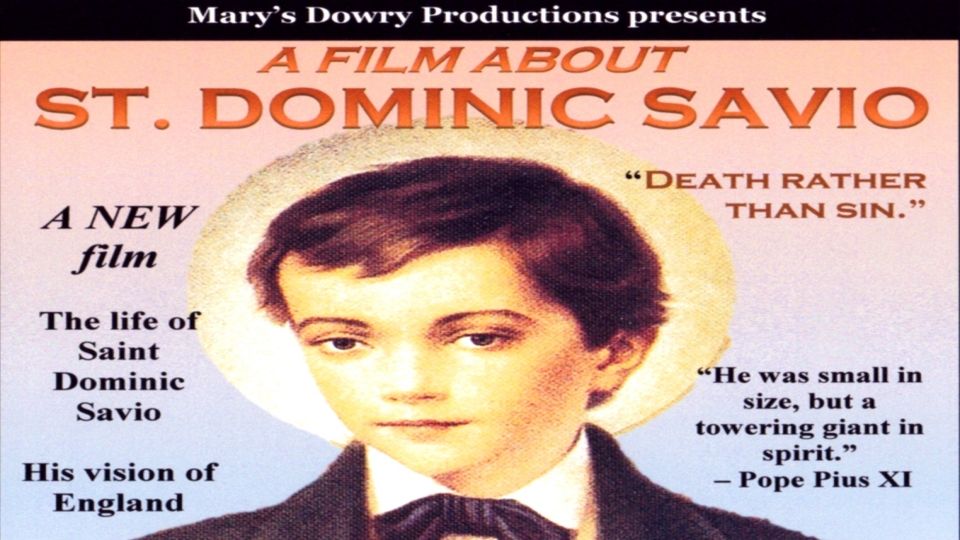 Mary's Dowry Productions presents
A FILM ABOUT
ST. DOMINIC SAVIO
"DEATH RATHER
THAN SIN."
A NEW
film
The life of
Saint
Dominic
Savio
His vision of
England
"He was small in
size, but a
towering giant in
spirit."
– Pope Pius XI